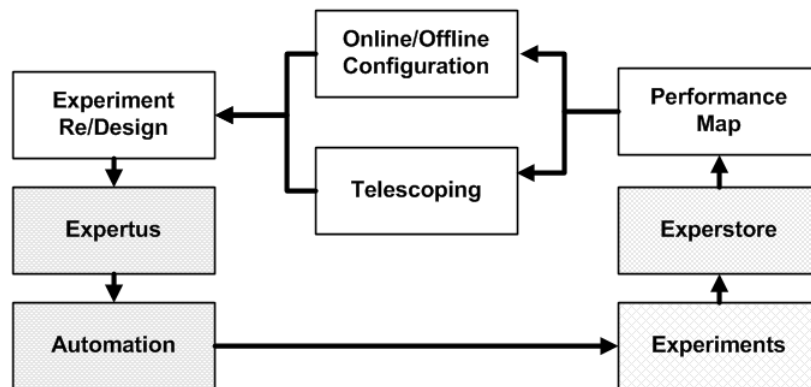 Online/Offline
Configuration
Experiment
Re/Design
Performance
Map
Telescoping
Expertus
Experstore
Automation
Experiments